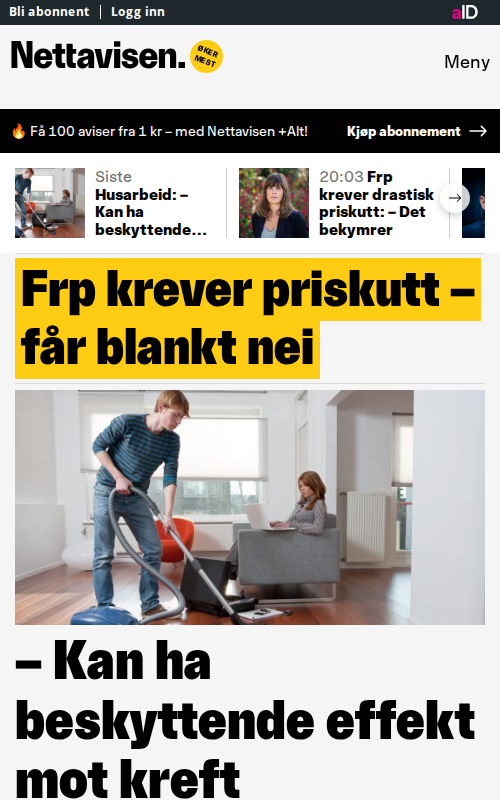 Bli abonnent
Logg inn
aID
Nettavisen.
ØKER
MEST
Meny
🔥 Få 100 aviser fra 1 kr – med Nettavisen +Alt!
Kjøp abonnement →
Siste
Husarbeid: –
Kan ha
beskyttende...
20:03 Frp
krever drastisk
priskutt: – Det
bekymrer
Frp krever priskutt –
får blankt nei
– Kan ha
beskyttende effekt
mot kreft